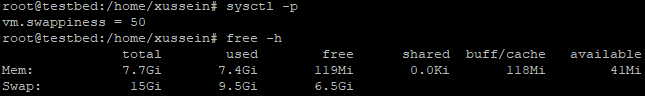 root@testbed:/home/xussein# sysctl -p
vm.swappiness = 50
root@testbed:/home/xussein# free -h
total used free shared buff/cache available
Mem: 7.7Gi 7.4Gi 119Mi 0.0Ki 118Mi 41Mi
Swap: 15Gi 9.5Gi 6.5Gi